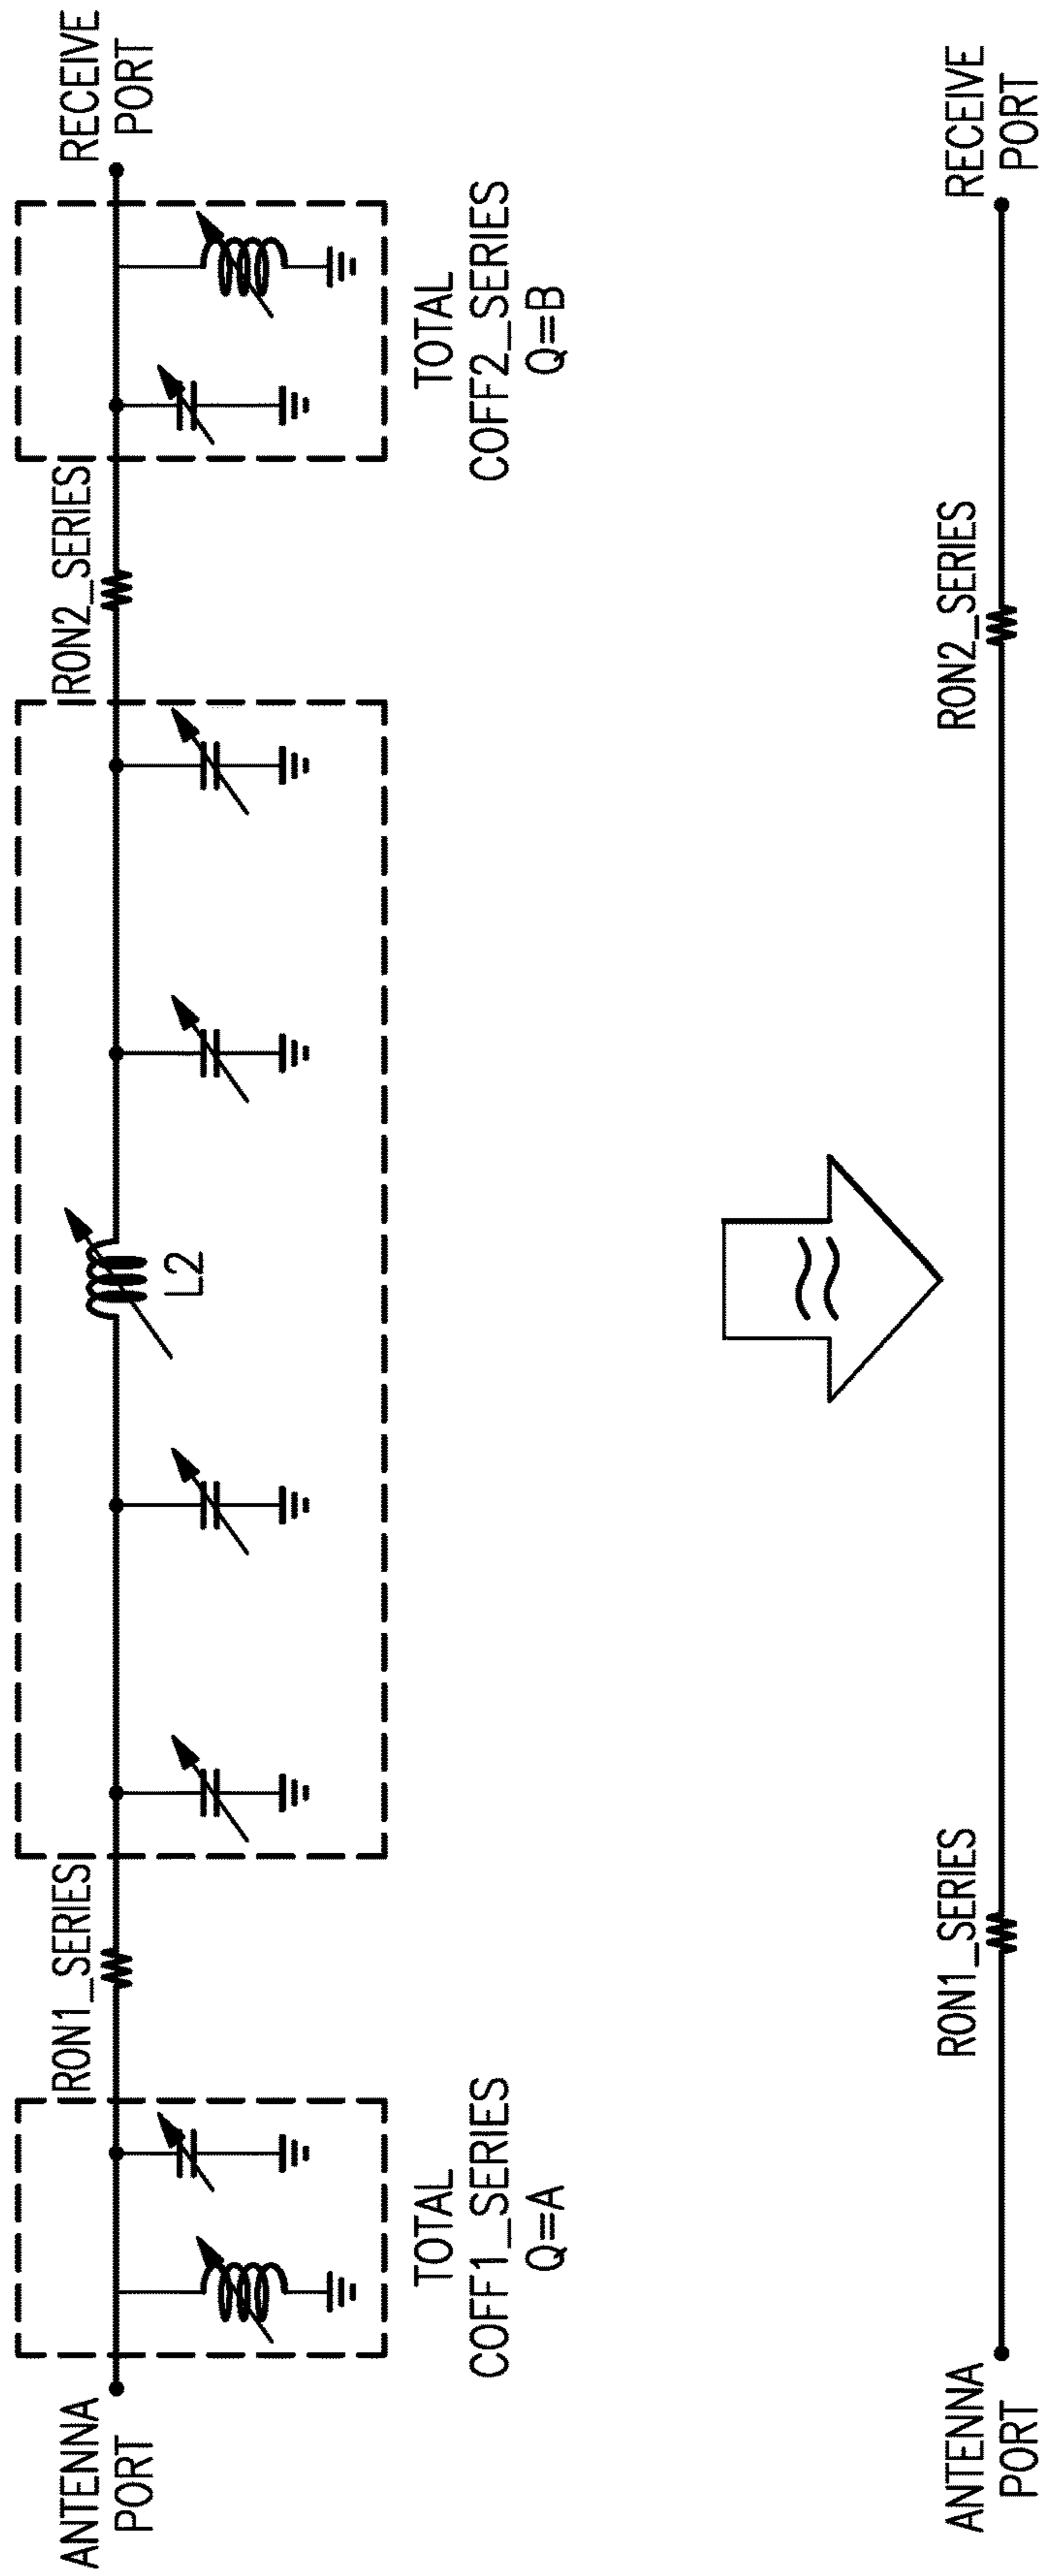 ANTENNA
PORT
RON1_SERIES
L2
RON2_SERIES
RECEIVE
PORT
TOTAL
COFF1_SERIES
Q=A
TOTAL
COFF2_SERIES
Q=B
≈
ANTENNA
PORT
RON1_SERIES
RON2_SERIES
RECEIVE
PORT